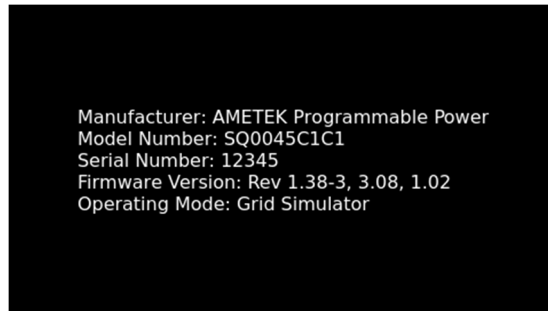 Manufacturer: AMETEK Programmable Power
Model Number: SQ0045C1C1
Serial Number: 12345
Firmware Version: Rev 1.38-3, 3.08, 1.02
Operating Mode: Grid Simulator